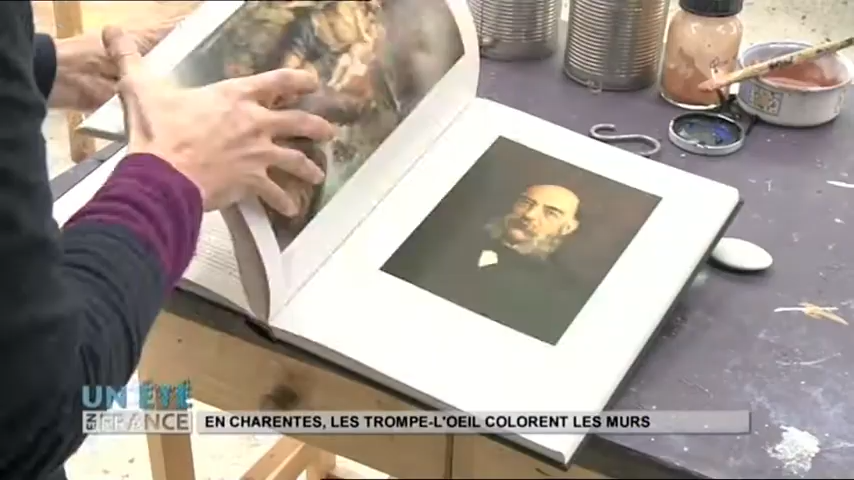 UN ÉTÉ
EN FRANCE
EN CHARENTES, LES TROMPE-L'OEIL COLORENT LES MURS